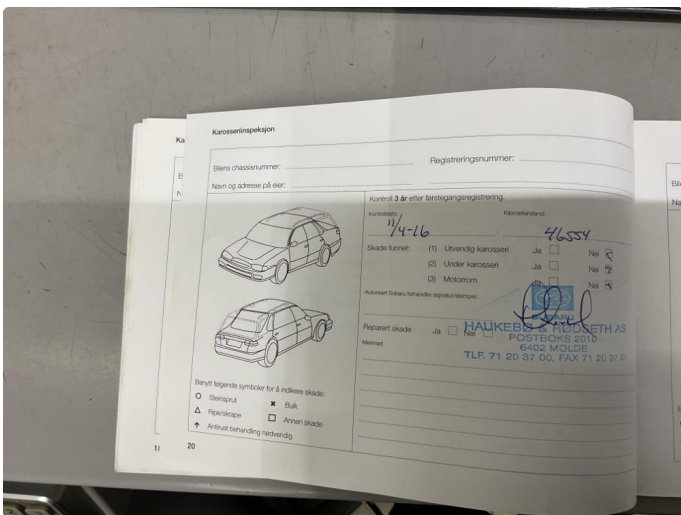 Karosseriinspeksjon
Bilens chassisnummer:
Registreringsnummer:
Navn og adresse på eier:
Kontroll 3 år etter førstegangsregistrering.
Kontrolldato:
Kilometerstand:
11/4-16
46554
Skade funnet: (1) Utvendig karosseri Ja Nei
(2) Under karosseri Ja Nei
(3) Motorrom Ja Nei
Autorisert Subaru forhandler signatur/stempel:
SUBARU
HAUKEBØ & RØDSETH AS
POSTBOKS 2010
6402 MOLDE
TLF. 71 20 37 00, FAX 71 20 37 01
Reparert skade Ja Nei
Merknad
Benytt følgende symboler for å indikere skade:
Steinsprut
Bulk
Ripe/skrape
Annen skade
Antirust behandling nødvendig
20
Ka